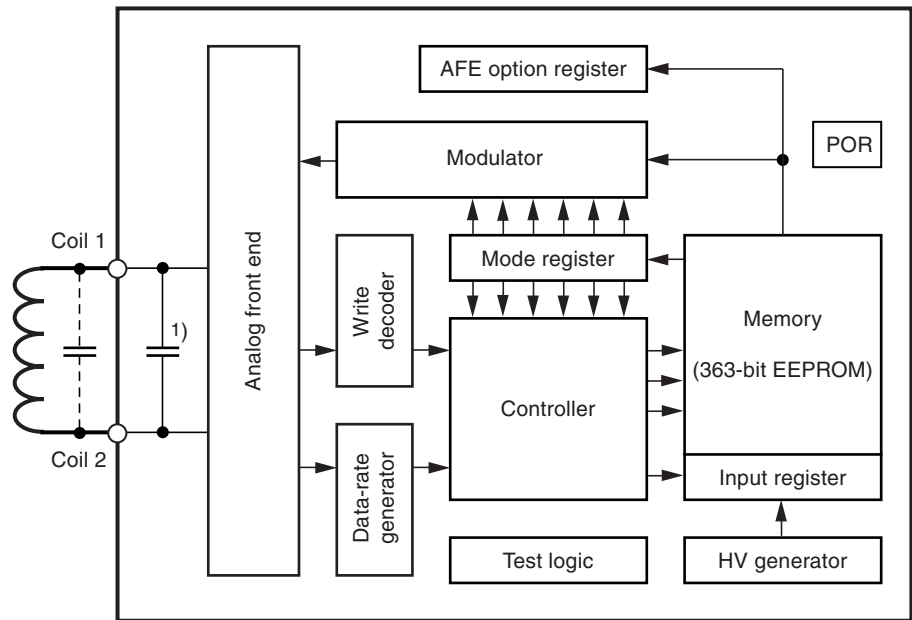 AFE option register
POR
Modulator
Coil 1
Mode register
Analog front end
Write
decoder
1)
Memory
(363-bit EEPROM)
Controller
Coil 2
Data-rate
generator
Input register
Test logic
HV generator